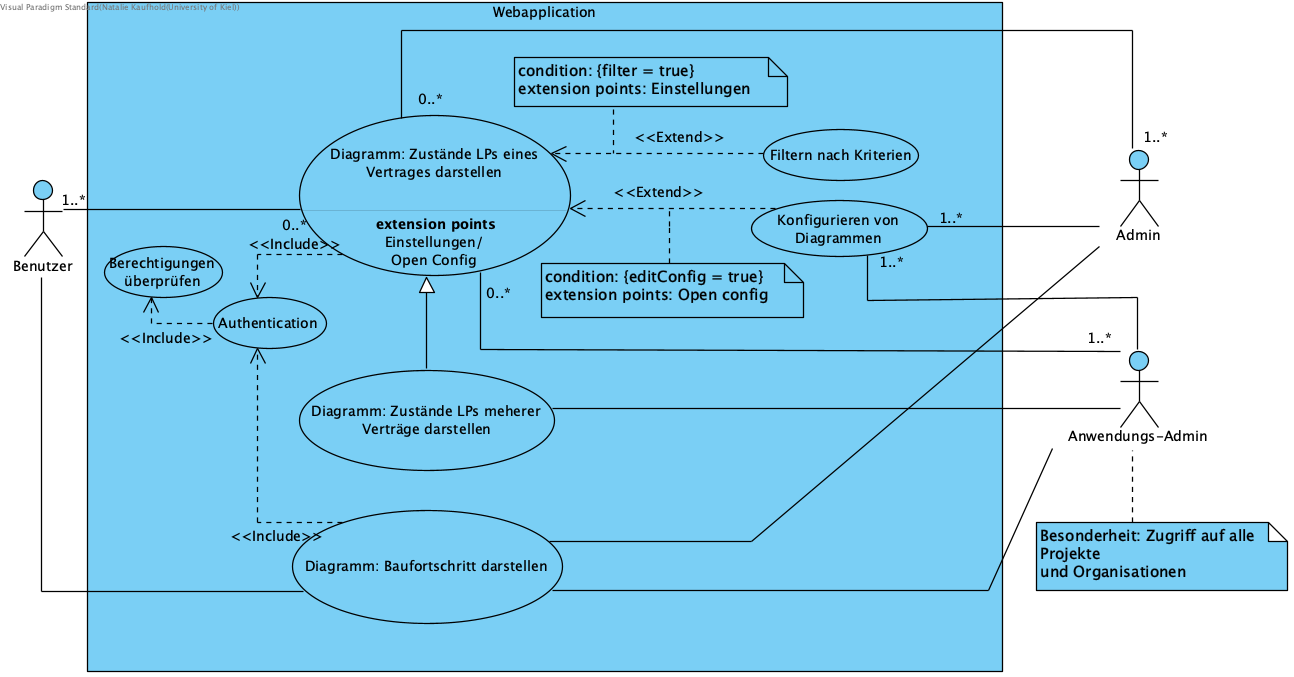 Visual Paradigm Standard(Natalie Kaufhold(University of Kiel))
Webapplication
condition: {filter = true}
extension points: Einstellungen
0..*
<<Extend>>
1..*
Diagramm: Zustände LPs eines
Vertrages darstellen
Filtern nach Kriterien
<<Extend>>
1..*
0..*
extension points
Einstellungen/
Open Config
Konfigurieren von
Diagrammen
1..*
Admin
<<Include>>
Benutzer
Berechtigungen
überprüfen
1..*
condition: {editConfig = true}
extension points: Open config
0..*
Authentication
<<Include>>
1..*
Diagramm: Zustände LPs meherer
Verträge darstellen
Anwendungs-Admin
<<Include>>
Besonderheit: Zugriff auf alle
Projekte
und Organisationen
Diagramm: Baufortschritt darstellen